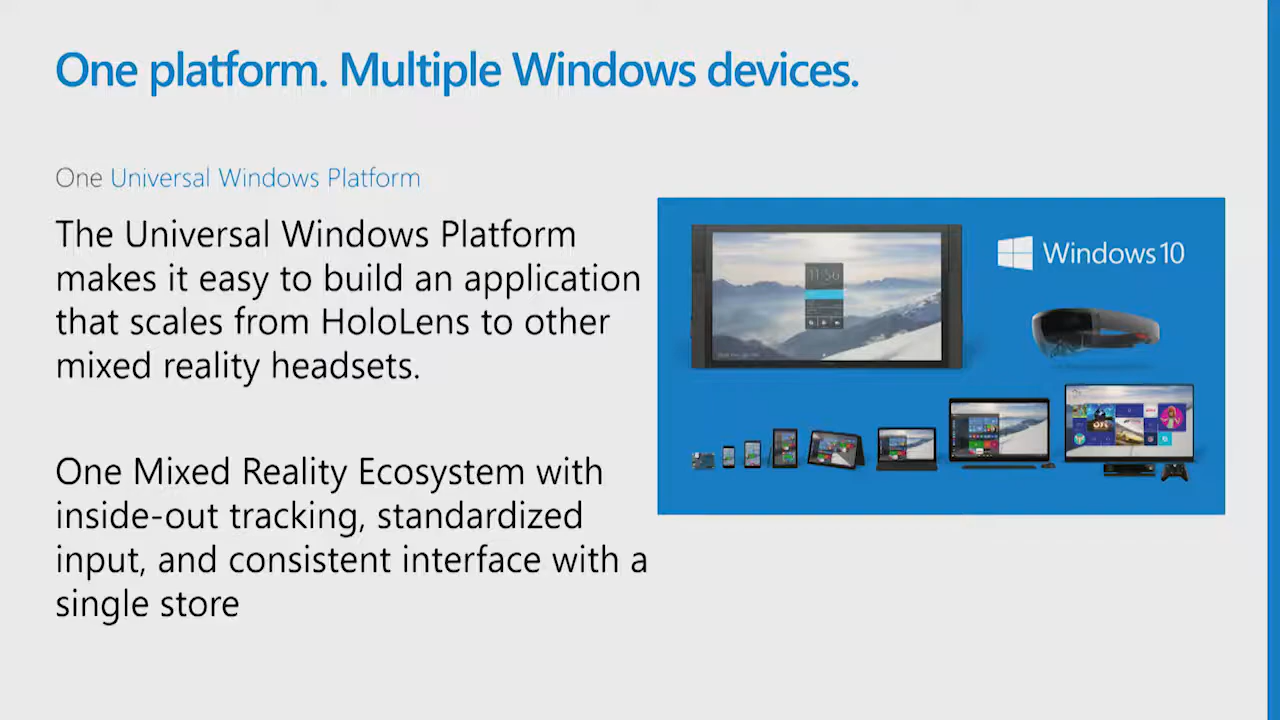 One platform. Multiple Windows devices.
One Universal Windows Platform
The Universal Windows Platform
makes it easy to build an application
that scales from HoloLens to other
mixed reality headsets.
One Mixed Reality Ecosystem with
inside-out tracking, standardized
input, and consistent interface with a
single store
Windows 10
11:56